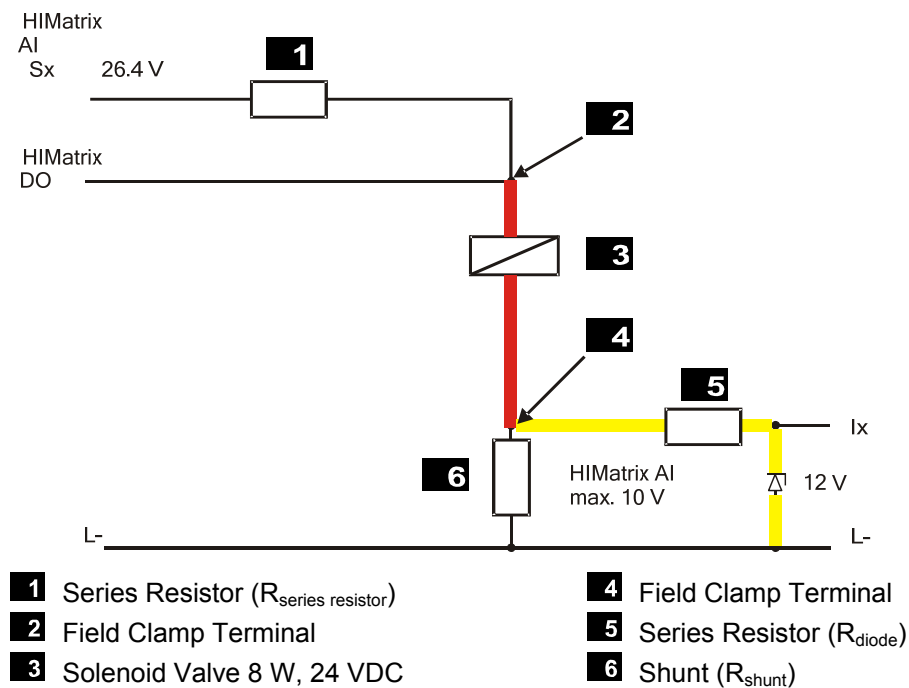 HIMatrix
AI
Sx 26.4 V
1
2
HIMatrix
DO
3
4
5
Ix
6
HIMatrix AI
max. 10 V
12 V
L-
L-
1 Series Resistor (Rseries resistor)
2 Field Clamp Terminal
3 Solenoid Valve 8 W, 24 VDC
4 Field Clamp Terminal
5 Series Resistor (Rdiode)
6 Shunt (Rshunt)